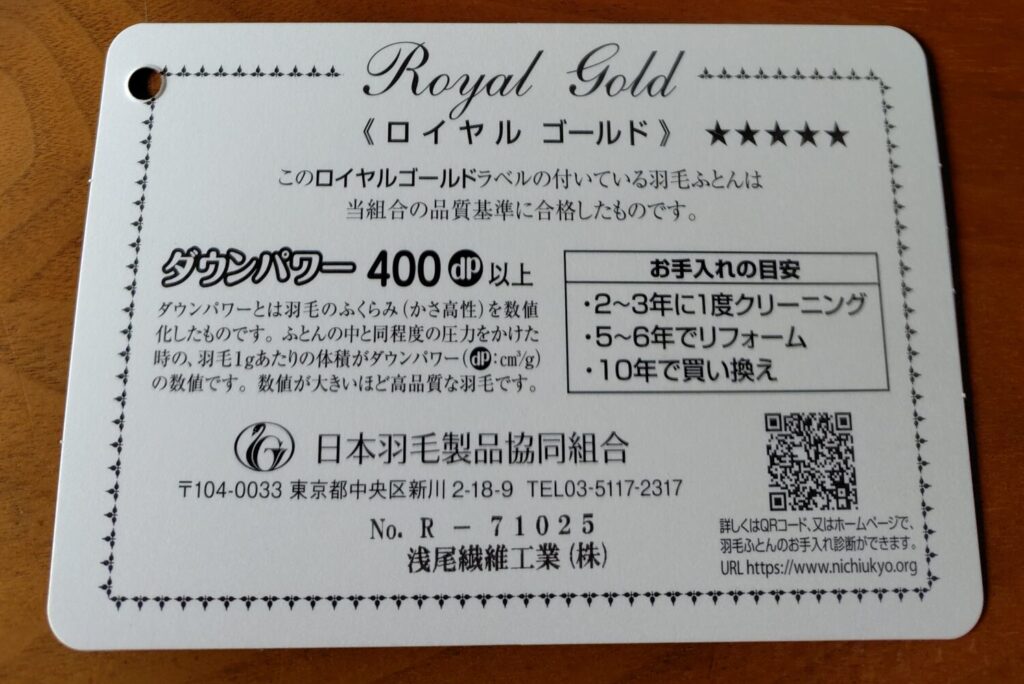 Royal Gold
《ロイヤル ゴールド》 ★★★★★
このロイヤルゴールドラベルの付いている羽毛ふとんは
当組合の品質基準に合格したものです。
ダウンパワー 400 dp 以上
ダウンパワーとは羽毛のふくらみ(かさ高性)を数値
化したものです。ふとんの中と同程度の圧力をかけた
時の、羽毛1gあたりの体積がダウンパワー(dp:cm³/g)
の数値です。数値が大きいほど高品質な羽毛です。
お手入れの目安
・2〜3年に1度クリーニング
・5〜6年でリフォーム
・10年で買い換え
日本羽毛製品協同組合
〒104-0033 東京都中央区新川 2-18-9 TEL03-5117-2317
No. R － 71025
浅尾繊維工業(株)
詳しくはQRコード、又はホームページで、
羽毛ふとんのお手入れ診断ができます。
URL https://www.nichiukyo.org